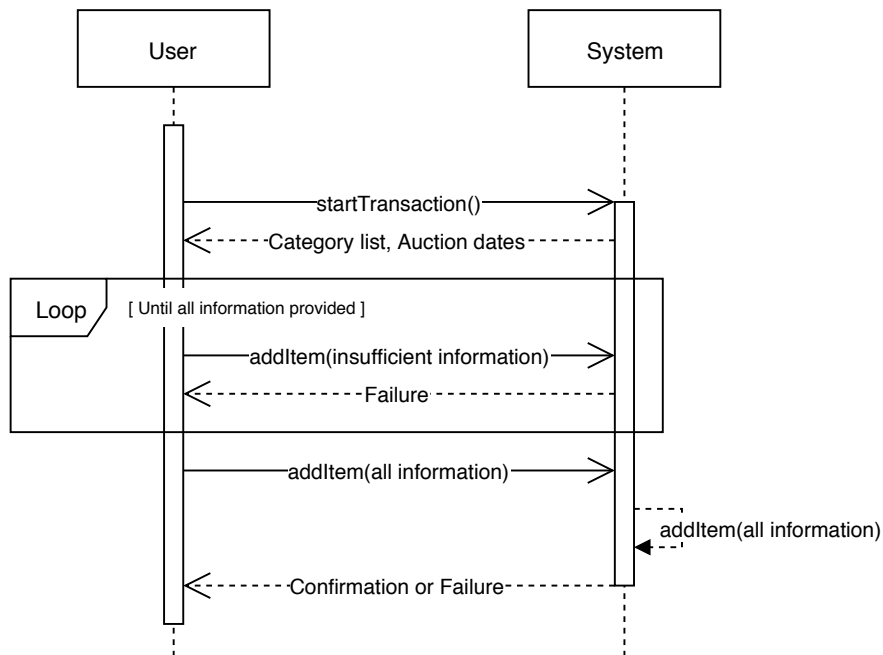 User
System
startTransaction()
Category list, Auction dates
Loop
[ Until all information provided ]
addItem(insufficient information)
Failure
addItem(all information)
addItem(all information)
Confirmation or Failure